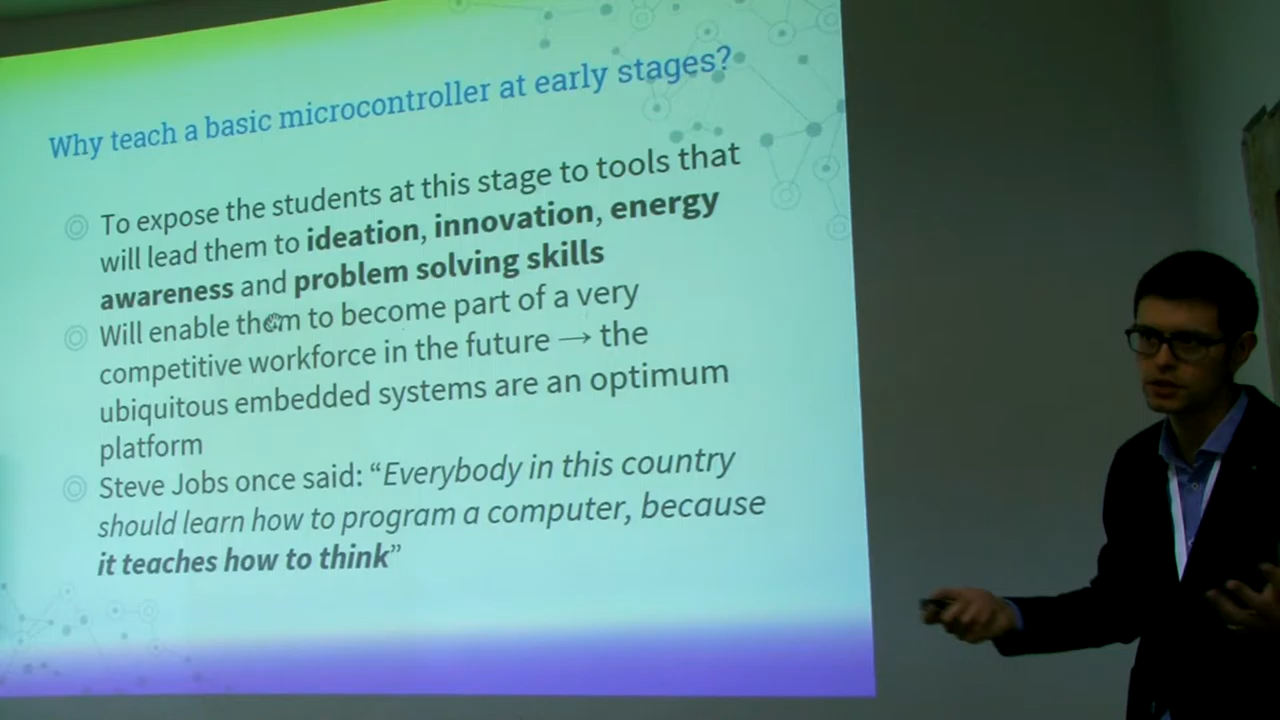 Why teach a basic microcontroller at early stages?
To expose the students at this stage to tools that
will lead them to ideation, innovation, energy
awareness and problem solving skills
Will enable them to become part of a very
competitive workforce in the future → the
ubiquitous embedded systems are an optimum
platform
Steve Jobs once said: “Everybody in this country
should learn how to program a computer, because
it teaches how to think”